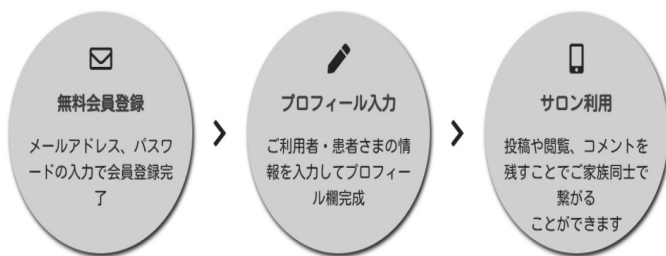 無料会員登録
メールアドレス、パスワ
ードの入力で会員登録完
了
プロフィール入力
ご利用者・患者さまの情
報を入力してプロフィー
ル欄完成
サロン利用
投稿や閲覧、コメントを
残すことでご家族同士で
繋がる
ことができます